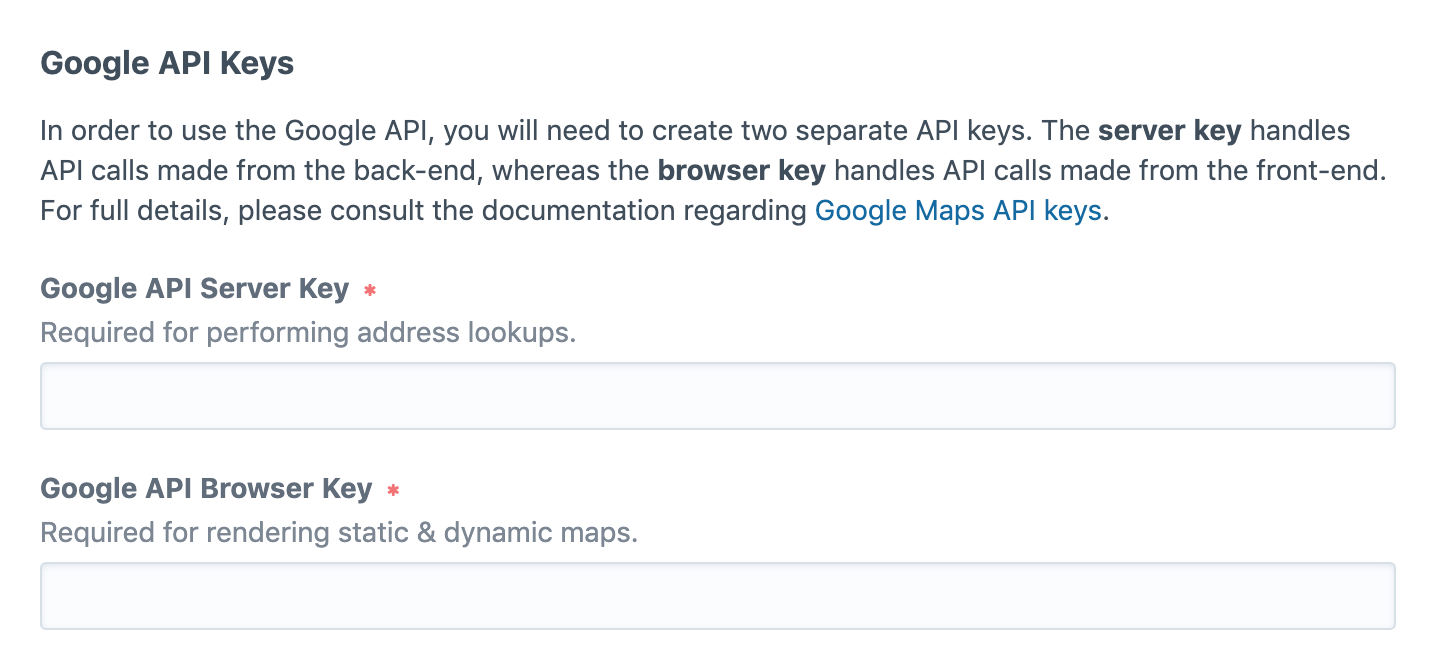 Google API Keys
In order to use the Google API, you will need to create two separate API keys. The server key handles
API calls made from the back-end, whereas the browser key handles API calls made from the front-end.
For full details, please consult the documentation regarding Google Maps API keys.
Google API Server Key *
Required for performing address lookups.
Google API Browser Key *
Required for rendering static & dynamic maps.